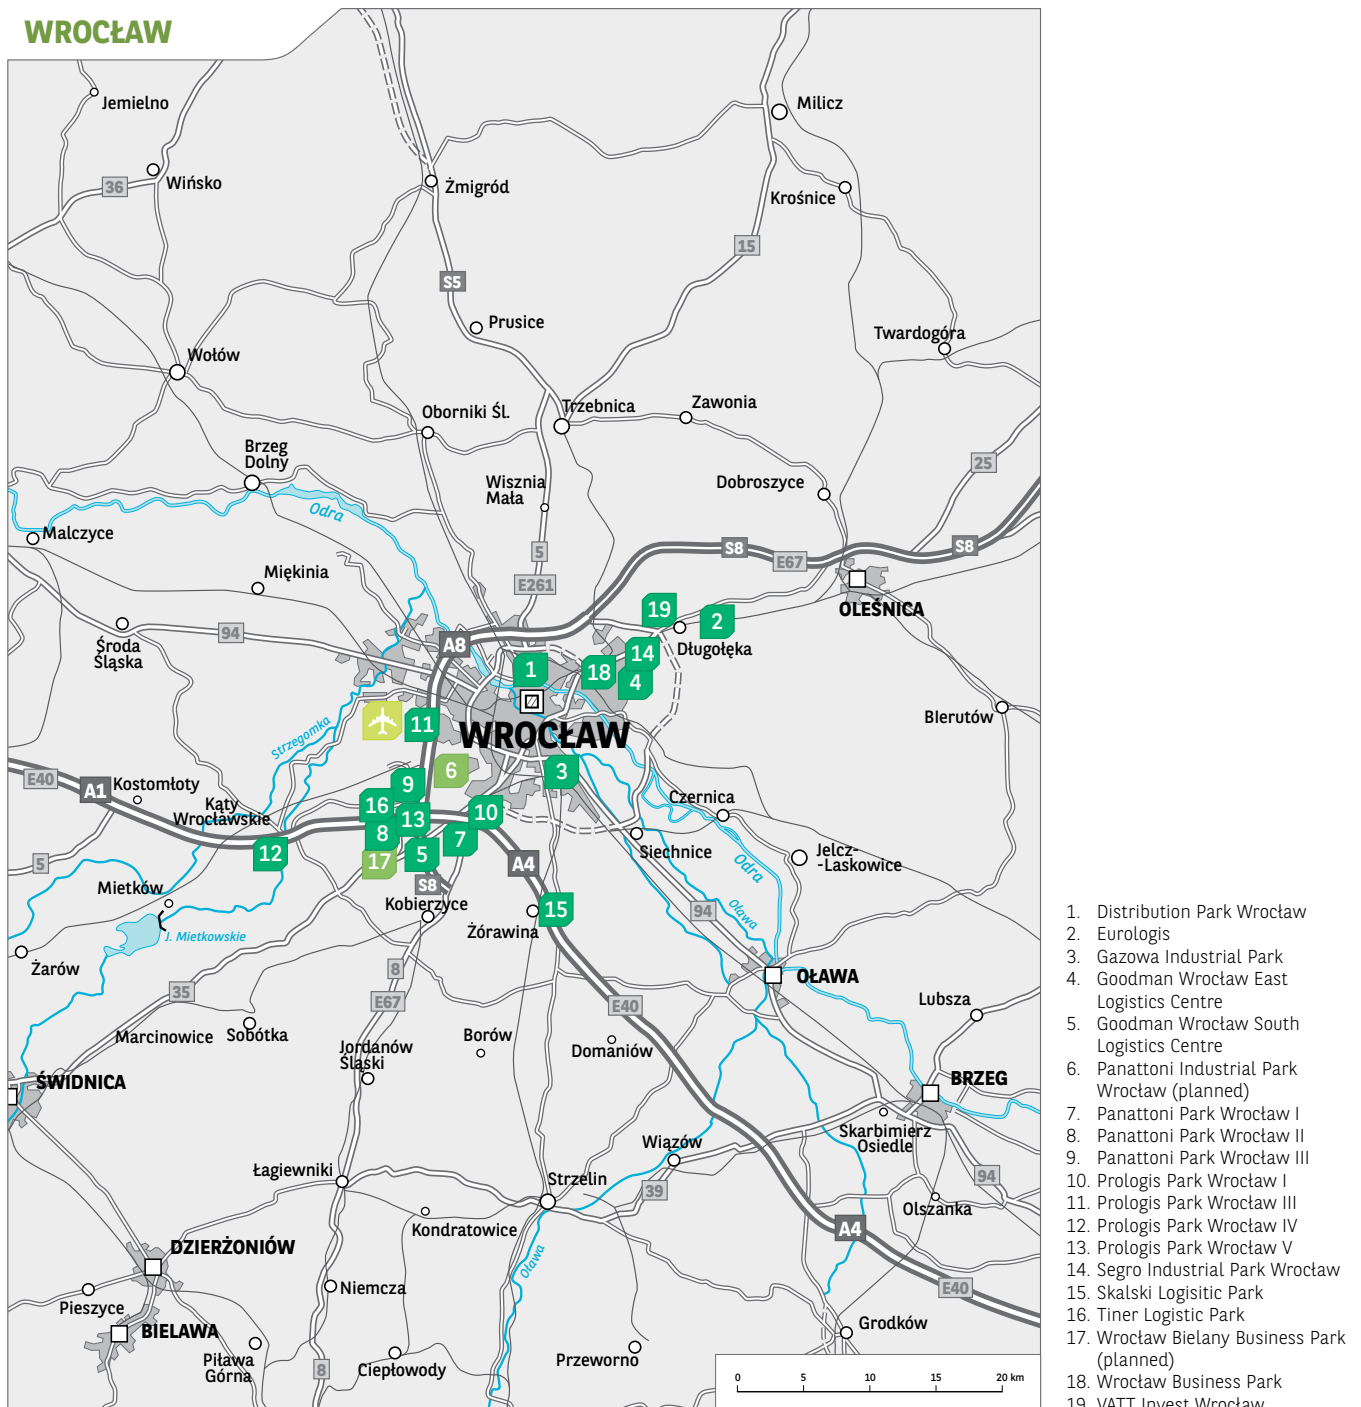 WROCŁAW
Jemielno
Milicz
Wińsko
36
Żmigród
Krośnice
15
S5
Prusice
Twardogóra
Wołów
Oborniki Śl.
Trzebnica
Zawonia
Brzeg
Dolny
25
Wisznia
Mała
Dobroszyce
Odra
Malczyce
5
S8
S8
E67
Miękinia
E261
OLEŚNICA
19
2
94
Środa
Śląska
A8
Długołęka
14
1
18
4
BIerutów
11
WROCŁAW
Strzegomka
E40
A1
Kostomłoty
9
6
3
Kąty
Wrocławskie
16
13
10
Czernica
8
7
Siechnice
12
17
5
A4
Odra
Jelcz-
-Laskowice
5
S8
Mietków
Kobierzyce
15
94
Oława
Żórawina
J. Mietkowskie
Żarów
8
OŁAWA
35
E67
E40
Lubsza
Marcinowice
Sobótka
Borów
Jordanów
Śląski
Domaniów
ŚWIDNICA
BRZEG
Skarbimierz
Osiedle
Wiązów
Łagiewniki
Strzelin
39
94
Olszanka
Kondratowice
A4
DZIERŻONIÓW
Oława
Niemcza
E40
Pieszyce
BIELAWA
Grodków
Piława
Górna
8
Ciepłowody
Przeworno
0 5 10 15 20 km
1. Distribution Park Wrocław
2. Eurologis
3. Gazowa Industrial Park
4. Goodman Wrocław East
Logistics Centre
5. Goodman Wrocław South
Logistics Centre
6. Panattoni Industrial Park
Wrocław (planned)
7. Panattoni Park Wrocław I
8. Panattoni Park Wrocław II
9. Panattoni Park Wrocław III
10. Prologis Park Wrocław I
11. Prologis Park Wrocław III
12. Prologis Park Wrocław IV
13. Prologis Park Wrocław V
14. Segro Industrial Park Wrocław
15. Skalski Logisitic Park
16. Tiner Logistic Park
17. Wrocław Bielany Business Park
(planned)
18. Wrocław Business Park
19. VATT Invest Wrocław